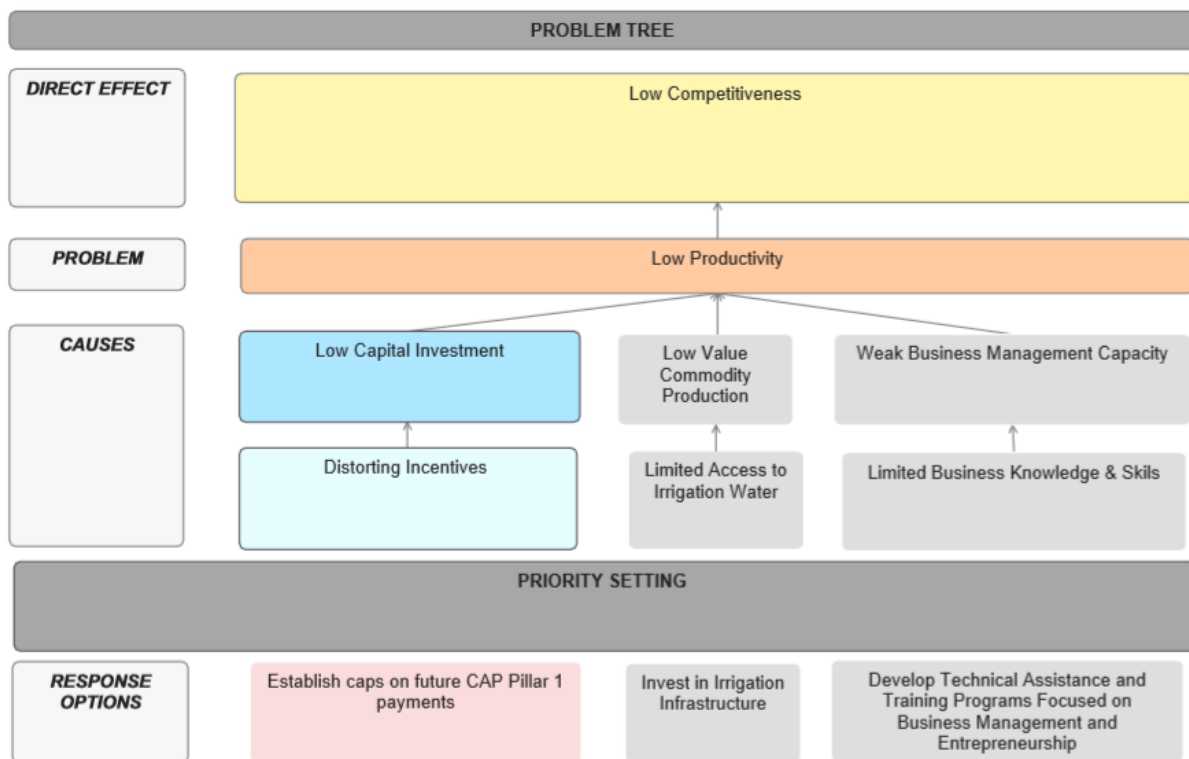 PROBLEM TREE
DIRECT EFFECT
Low Competitiveness
PROBLEM
Low Productivity
CAUSES
Low Capital Investment
Low Value
Commodity
Production
Weak Business Management Capacity
Distorting Incentives
Limited Access to
Irrigation Water
Limited Business Knowledge & Skils
PRIORITY SETTING
RESPONSE
OPTIONS
Establish caps on future CAP Pillar 1
payments
Invest in Irrigation
Infrastructure
Develop Technical Assistance and
Training Programs Focused on
Business Management and
Entrepreneurship